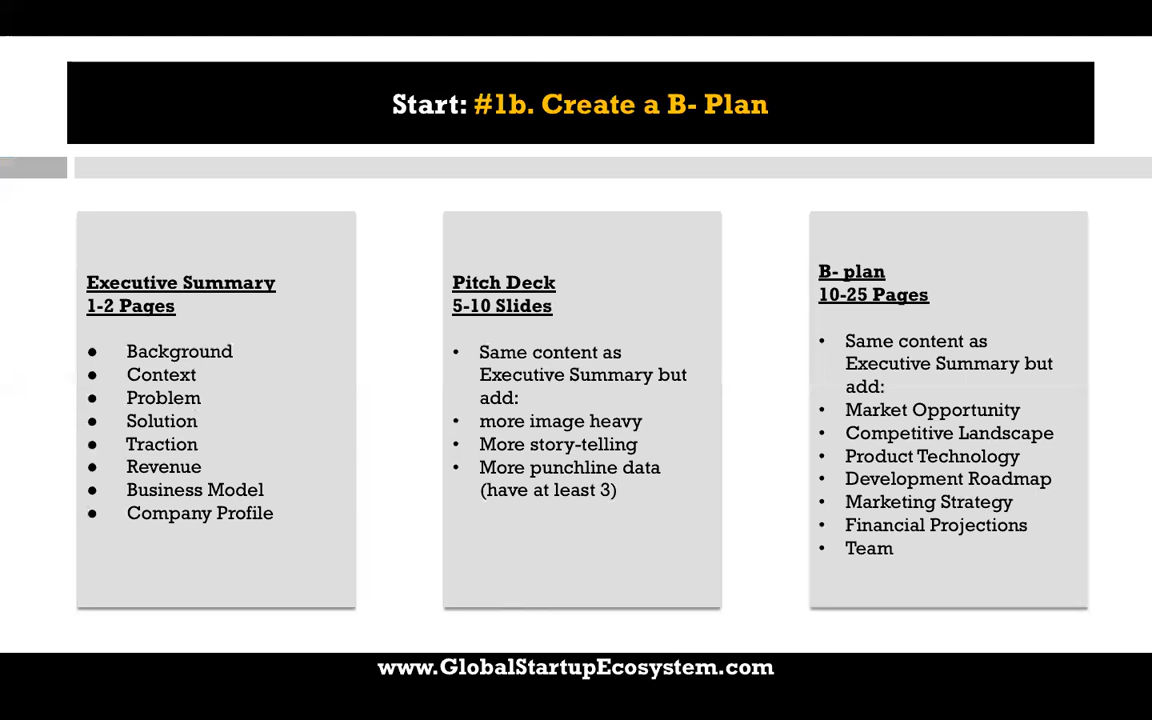 Start: #1b. Create a B- Plan
Executive Summary
1-2 Pages
● Background
● Context
● Problem
● Solution
● Traction
● Revenue
● Business Model
● Company Profile
Pitch Deck
5-10 Slides
• Same content as
Executive Summary but
add:
• more image heavy
• More story-telling
• More punchline data
(have at least 3)
B- plan
10-25 Pages
• Same content as
Executive Summary but
add:
• Market Opportunity
• Competitive Landscape
• Product Technology
• Development Roadmap
• Marketing Strategy
• Financial Projections
• Team
www.GlobalStartupEcosystem.com